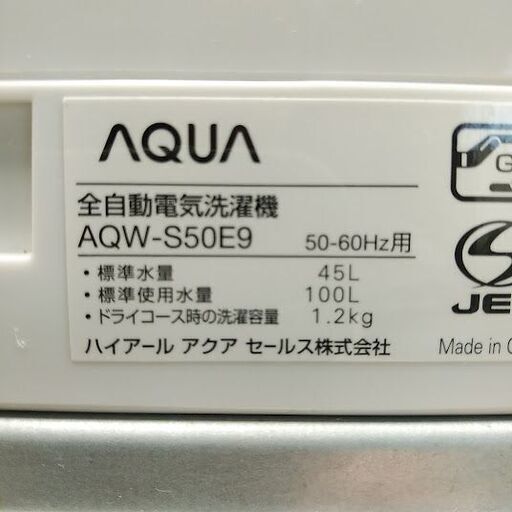 AQUA
全自動電気洗濯機
AQW-S50E9 50-60Hz用
・標準水量 45L
・標準使用水量 100L
・ドライコース時の洗濯容量 1.2kg
ハイアール アクア セールス株式会社
G
JE
Made in